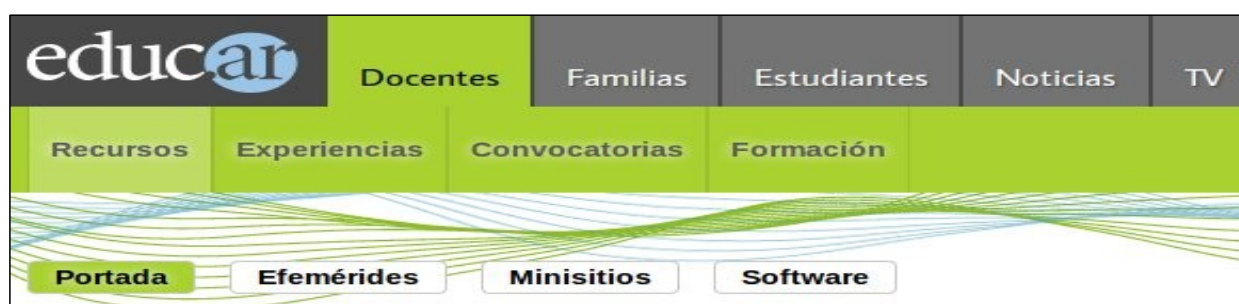 educar
Docentes Familias Estudiantes Noticias TV
Recursos Experiencias Convocatorias Formación
Portada Efemérides Minisitios Software